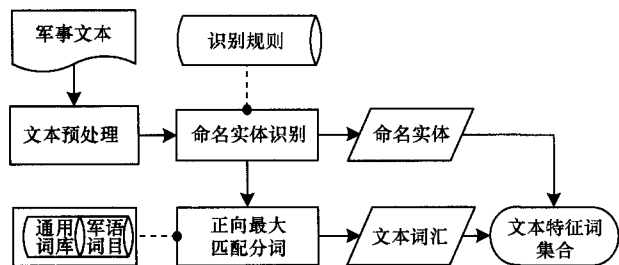 军事文本
识别规则
文本预处理
命名实体识别
命名实体
通用
词库
军语
词目
正向最大
匹配分词
文本词汇
文本特征词
集合